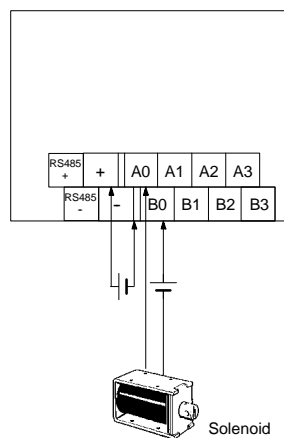 RS485 + + A0 A1 A2 A3
RS485 - - B0 B1 B2 B3
Solenoid